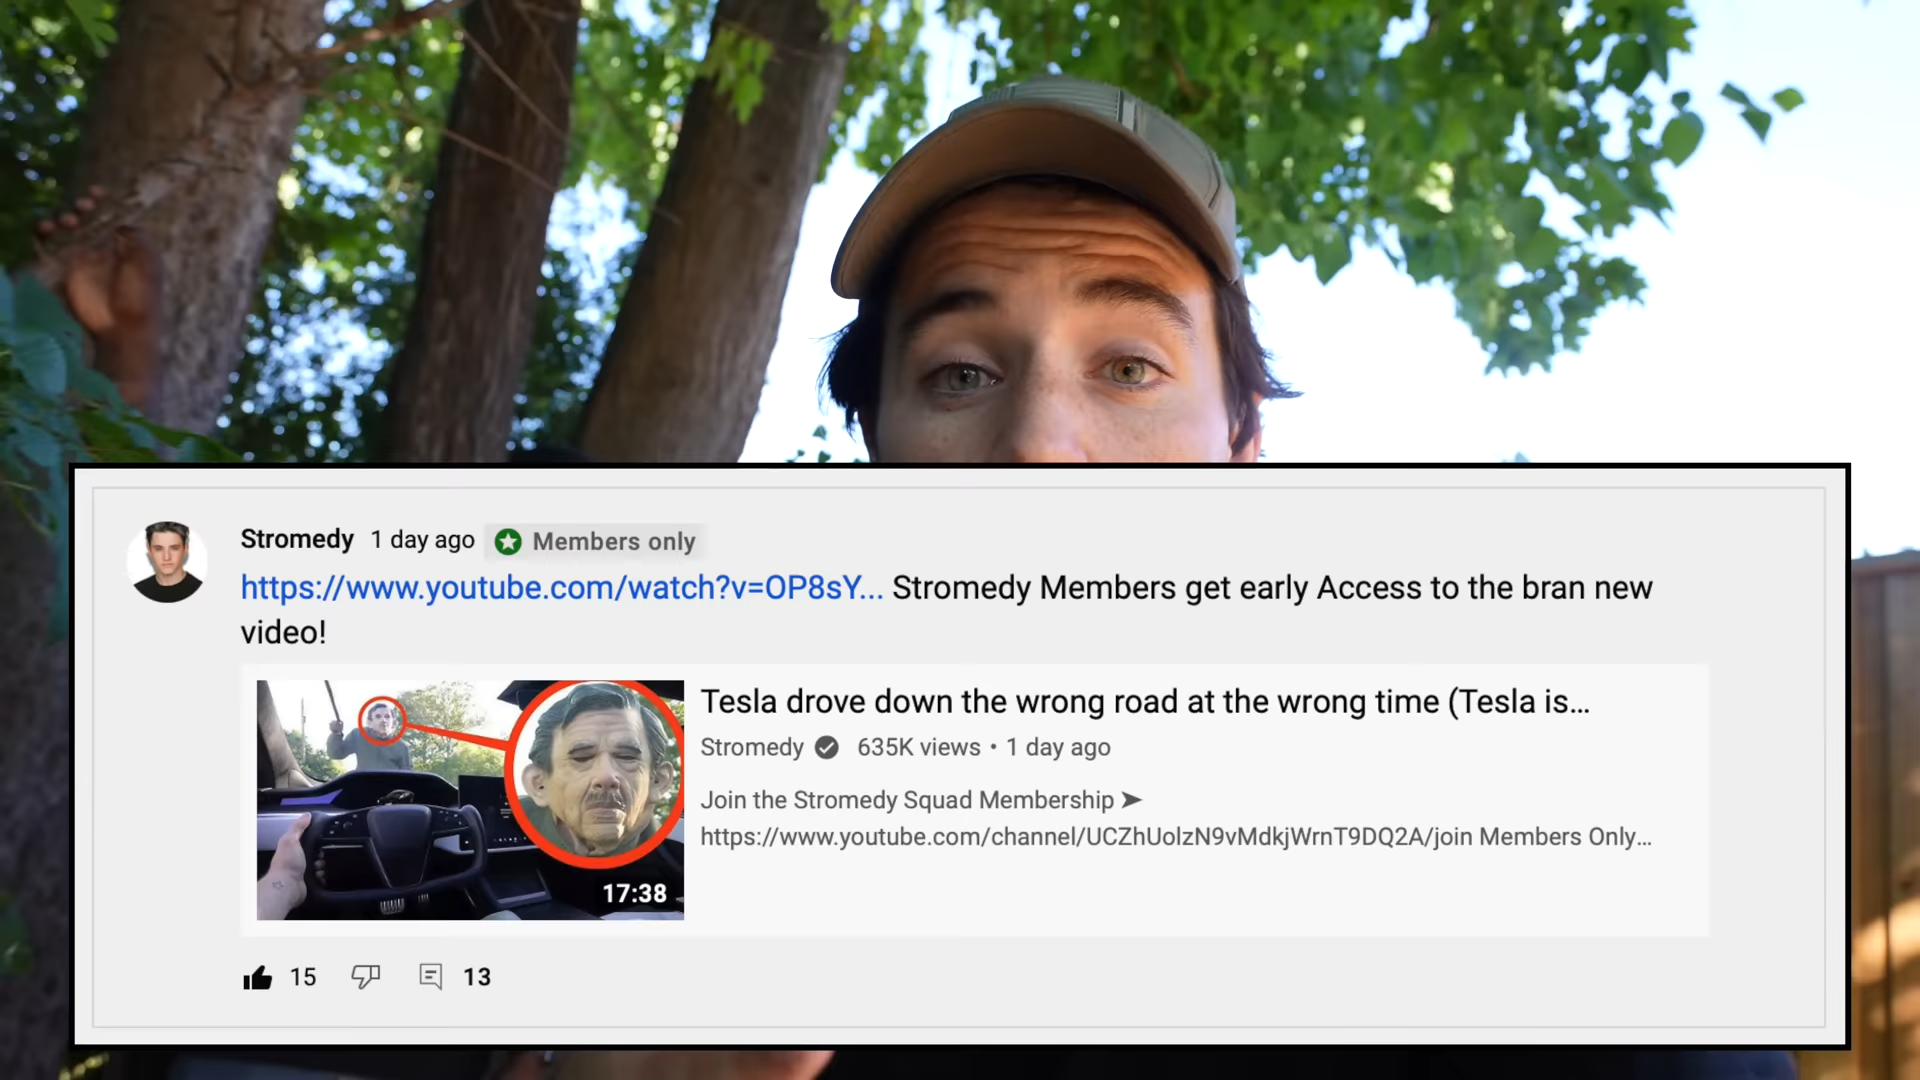 Stromedy 1 day ago Members only
https://www.youtube.com/watch?v=OP8sY... Stromedy Members get early Access to the bran new
video!
Tesla drove down the wrong road at the wrong time (Tesla is...
Stromedy 635K views • 1 day ago
Join the Stromedy Squad Membership ➤
https://www.youtube.com/channel/UCZhUolzN9vMdkjWrnT9DQ2A/join Members Only...
17:38
15 13